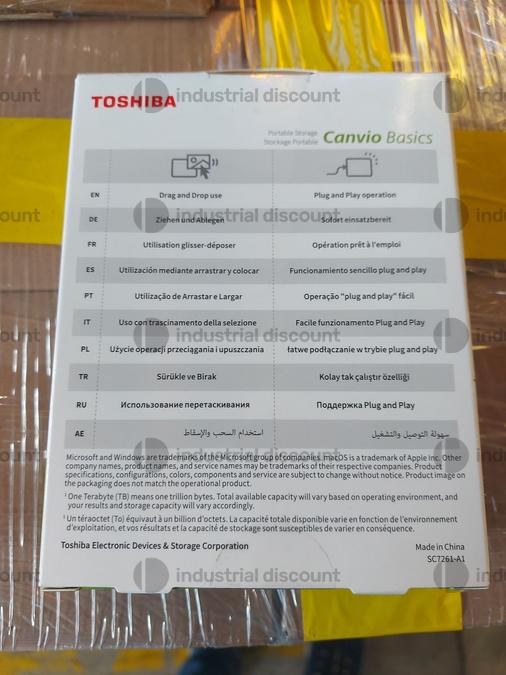 TOSHIBA
Portable Storage
Stockage Portable
Canvio Basics
EN Drag and Drop use Plug and Play operation
DE Ziehen und Ablegen Sofort einsatzbereit
FR Utilisation glisser-déposer Opération prêt à l'emploi
ES Utilización mediante arrastrar y colocar Funcionamiento sencillo plug and play
PT Utilização de Arrastar e Largar Operação "plug and play" fácil
IT Uso con trascinamento della selezione Facile funzionamento Plug and Play
PL Użycie operacji przeciągania i upuszczania łatwe podłączanie w trybie plug and play
TR Sürükle ve Bırak Kolay tak çalıştır özelliği
RU Использование перетаскивания Поддержка Plug and Play
AE استخدام السحب والإسقاط سهولة التوصيل والتشغيل
Microsoft and Windows are trademarks of the Microsoft group of companies. macOS is a trademark of Apple Inc. Other
company names, product names, and service names may be trademarks of their respective companies. Product
specifications, configurations, colors, components and service are subject to change without notice. Product image on
the packaging does not match the operational product.
One Terabyte (TB) means one trillion bytes. Total available capacity will vary based on operating environment, and
your results and storage capacity will vary accordingly.
Un téraoctet (To) équivaut à un billion d'octets. La capacité totale disponible varie en fonction de l'environnement
d'exploitation, et vos résultats et la capacité de stockage sont susceptibles de varier en conséquence.
Toshiba Electronic Devices & Storage Corporation
Made in China
SC7261-A1
industrial discount
industrial discount
industrial discount
industrial discount
industrial discount